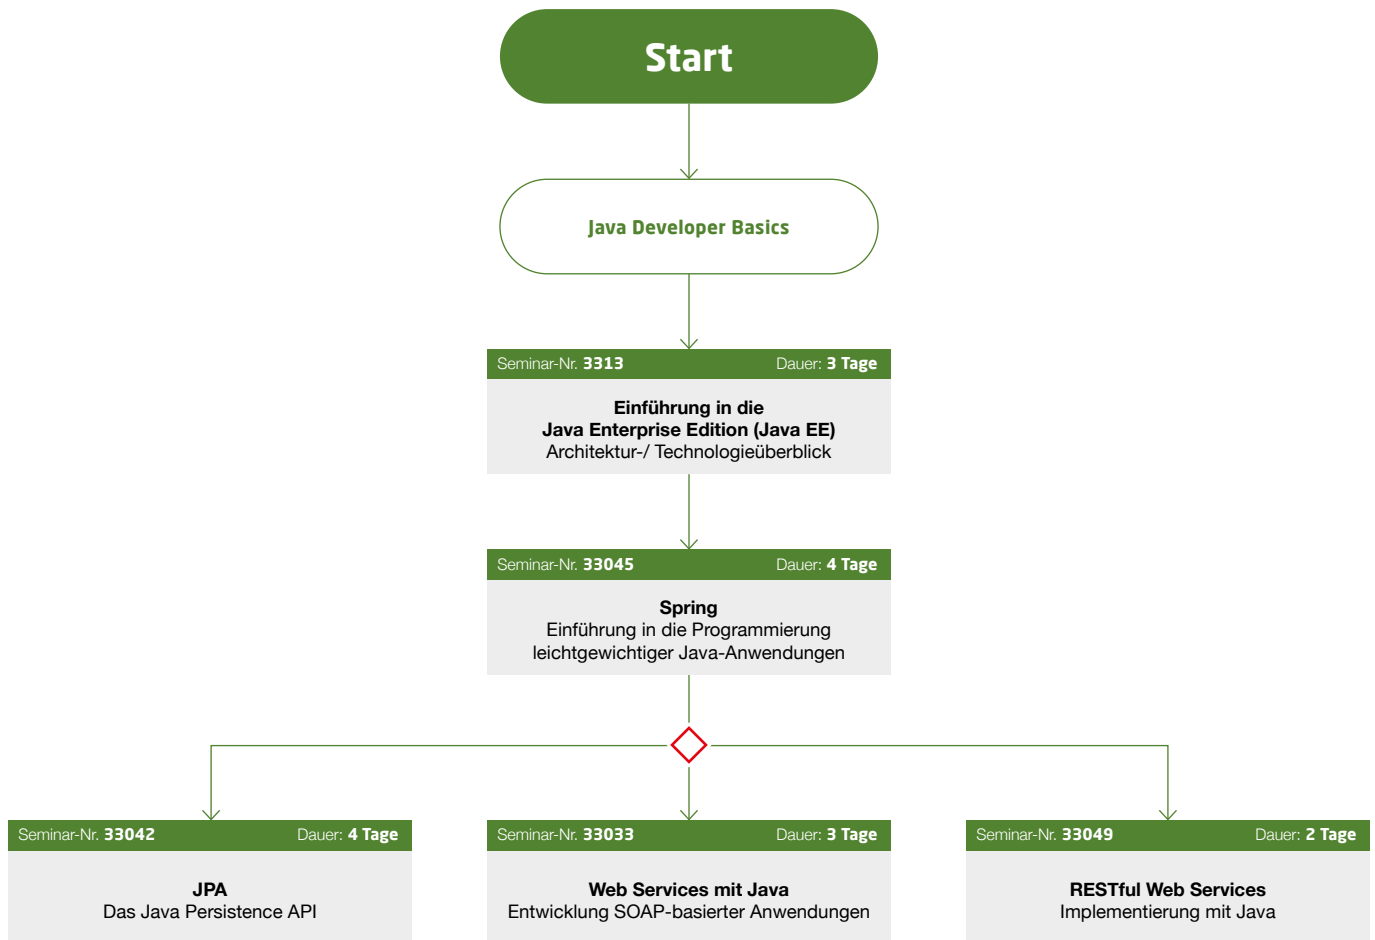 Start
Java Developer Basics
Seminar-Nr. 3313 Dauer: 3 Tage
Einführung in die
Java Enterprise Edition (Java EE)
Architektur-/ Technologieüberblick
Seminar-Nr. 33045 Dauer: 4 Tage
Spring
Einführung in die Programmierung
leichtgewichtiger Java-Anwendungen
Seminar-Nr. 33042 Dauer: 4 Tage
JPA
Das Java Persistence API
Seminar-Nr. 33033 Dauer: 3 Tage
Web Services mit Java
Entwicklung SOAP-basierter Anwendungen
Seminar-Nr. 33049 Dauer: 2 Tage
RESTful Web Services
Implementierung mit Java